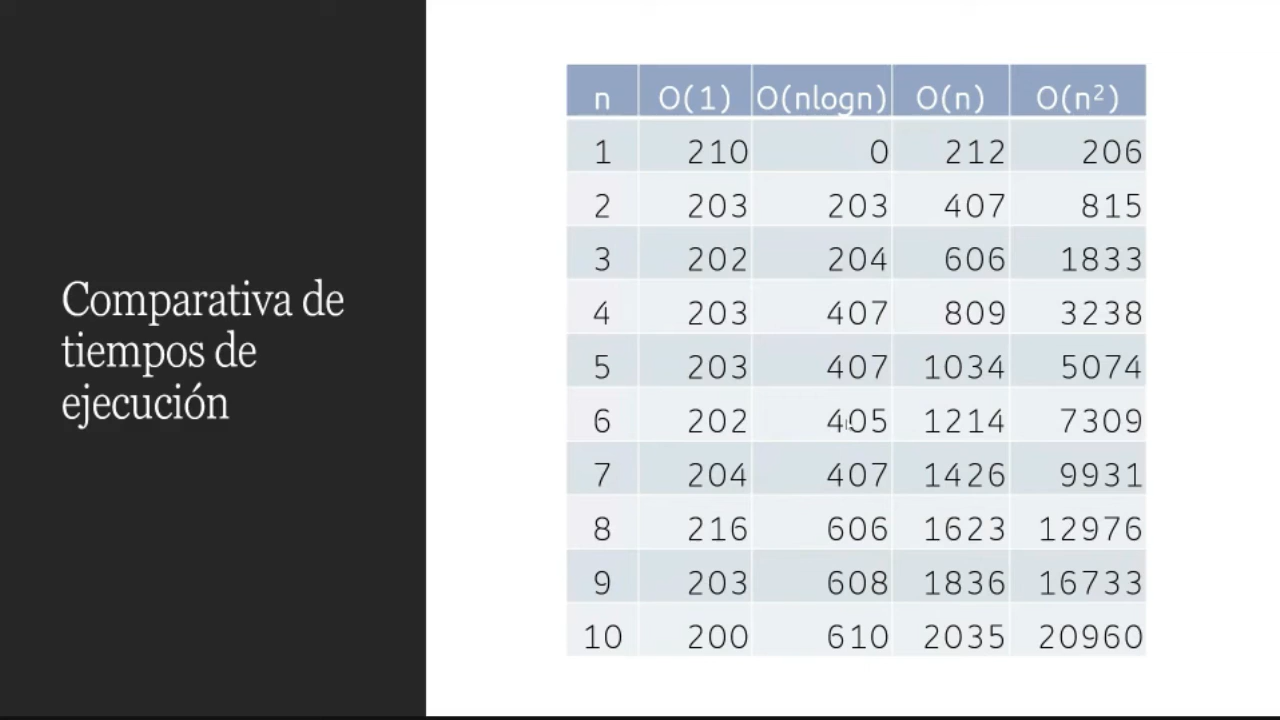 Comparativa de
tiempos de
ejecución
n O(1) O(nlogn) O(n) O(n²)
1 210 0 212 206
2 203 203 407 815
3 202 204 606 1833
4 203 407 809 3238
5 203 407 1034 5074
6 202 405 1214 7309
7 204 407 1426 9931
8 216 606 1623 12976
9 203 608 1836 16733
10 200 610 2035 20960